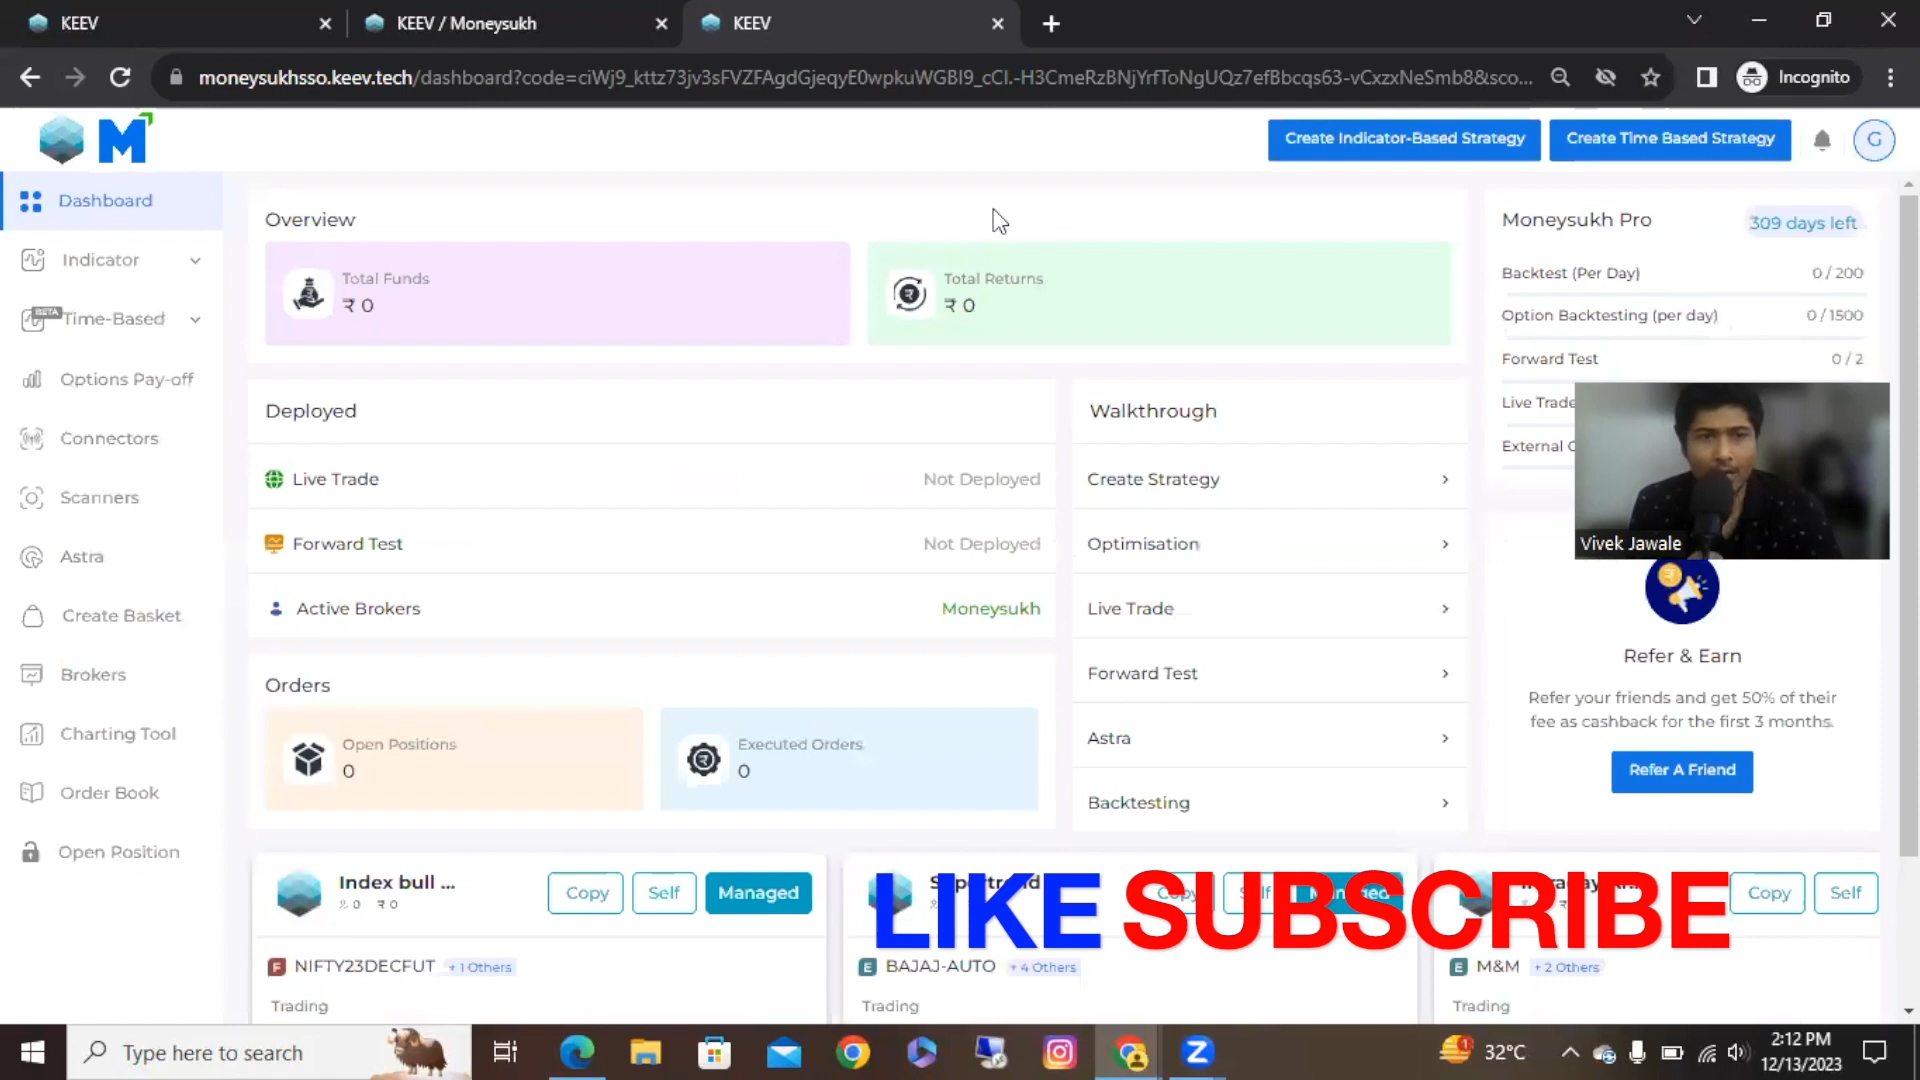 KEEV
KEEV / Moneysukh
KEEV
moneysukhsso.keev.tech/dashboard?code=ciWj9_kttz73jv3sFVZFAgdGjeqyE0wpkuWGBI9_cCI.-H3CmeRzBNjYrfToNgUQz7efBbcqs63-vCxzxNeSmb8&sco...
Incognito
M
Create Indicator-Based Strategy
Create Time Based Strategy
G
Dashboard
Indicator
BETA
Time-Based
Options Pay-off
Connectors
Scanners
Astra
Create Basket
Brokers
Charting Tool
Order Book
Open Position
Overview
Total Funds
₹ 0
Total Returns
₹ 0
Deployed
Live Trade
Not Deployed
Forward Test
Not Deployed
Active Brokers
Moneysukh
Orders
Open Positions
0
Executed Orders
0
Walkthrough
Create Strategy
Optimisation
Live Trade
Forward Test
Astra
Backtesting
Moneysukh Pro
309 days left
Backtest (Per Day)
0 / 200
Option Backtesting (per day)
0 / 1500
Forward Test
0 / 2
Live Trade
External
Vivek Jawale
Refer & Earn
Refer your friends and get 50% of their
fee as cashback for the first 3 months.
Refer A Friend
Index bull ...
0 ₹ 0
Copy
Self
Managed
F NIFTY23DECFUT + 1 Others
Trading
E BAJAJ-AUTO + 4 Others
Trading
Copy
Self
E M&M + 2 Others
Trading
LIKE SUBSCRIBE
Type here to search
1
32°C
2:12 PM
12/13/2023